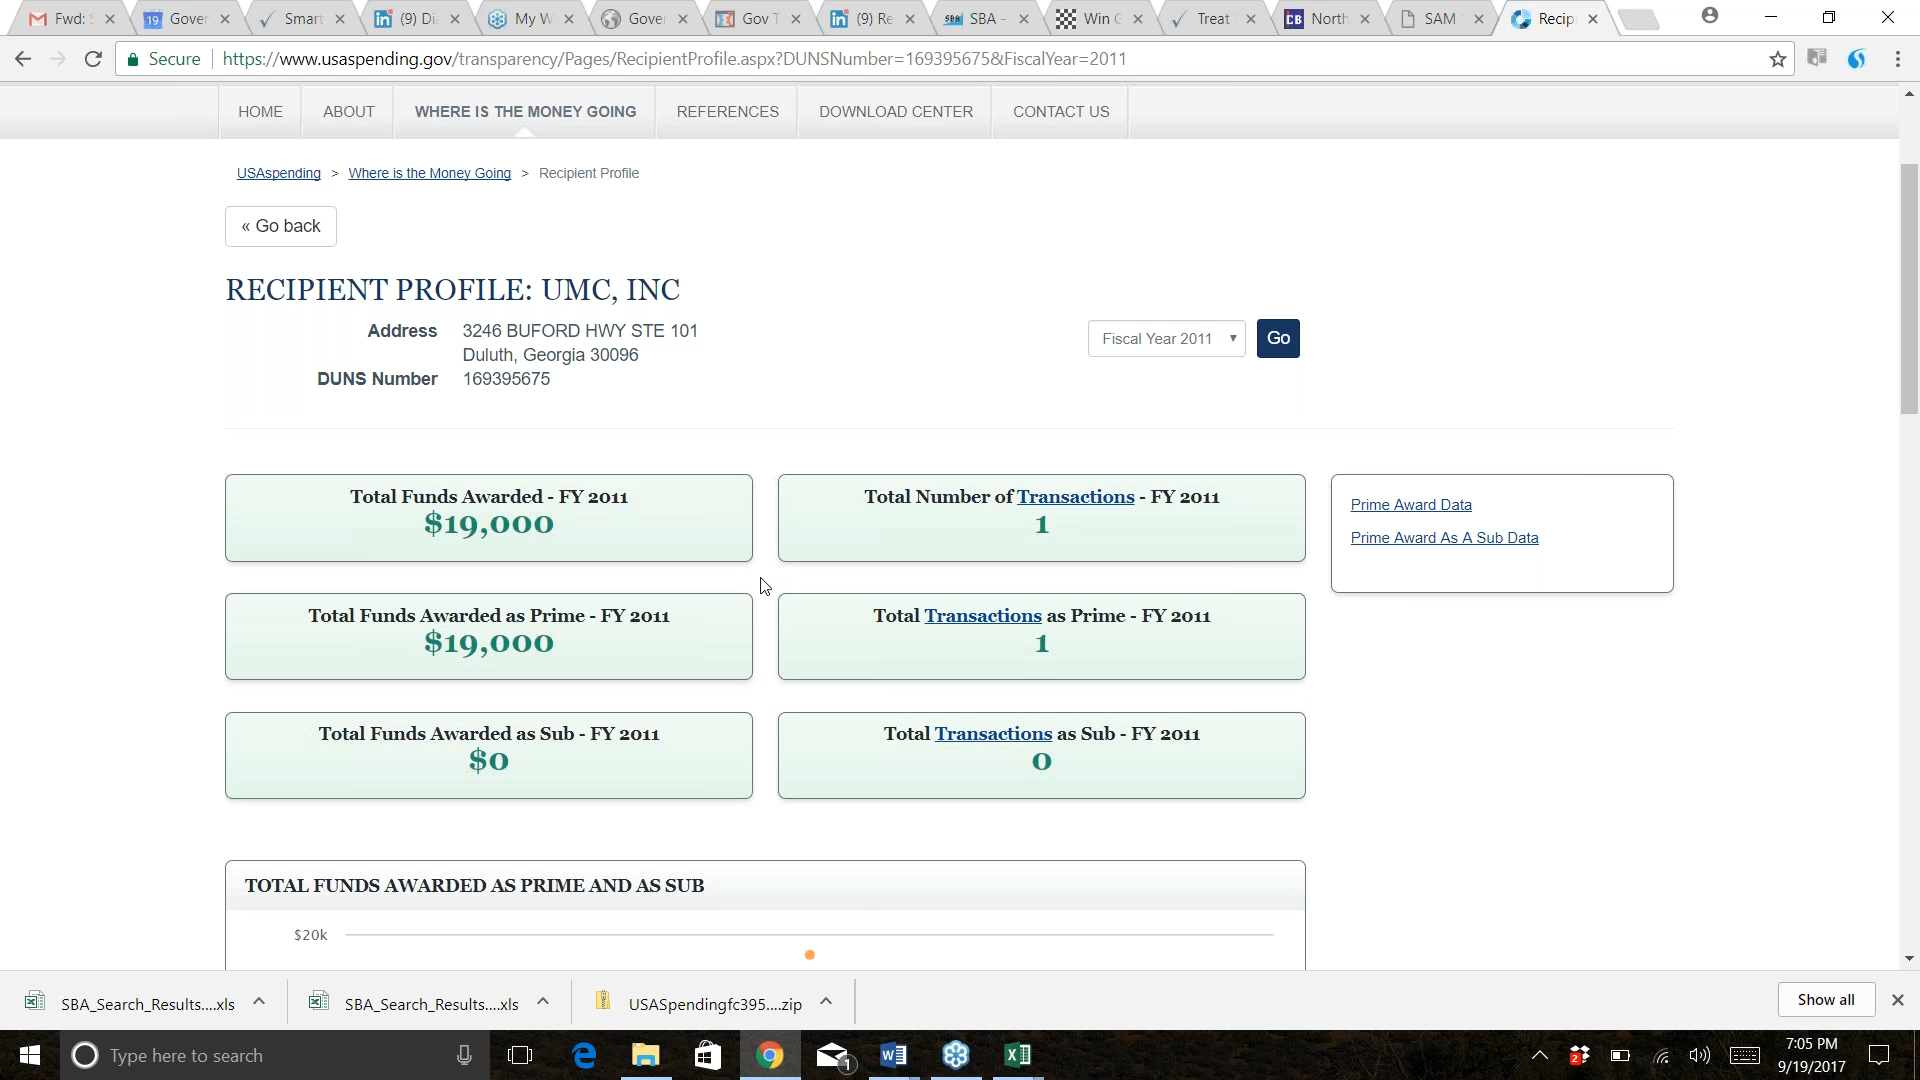 Fwd: S
19 Gover
Smart
in (9) Di
My W
Gover
Gov T
in (9) Re
SBA SBA -
Win G
Treat
CB North
SAM
Recip
Secure https://www.usaspending.gov/transparency/Pages/RecipientProfile.aspx?DUNSNumber=169395675&FiscalYear=2011
HOME ABOUT WHERE IS THE MONEY GOING REFERENCES DOWNLOAD CENTER CONTACT US
USAspending > Where is the Money Going > Recipient Profile
« Go back
RECIPIENT PROFILE: UMC, INC
Address 3246 BUFORD HWY STE 101
Duluth, Georgia 30096
DUNS Number 169395675
Fiscal Year 2011 Go
Total Funds Awarded - FY 2011
$19,000
Total Number of Transactions - FY 2011
1
Prime Award Data
Prime Award As A Sub Data
Total Funds Awarded as Prime - FY 2011
$19,000
Total Transactions as Prime - FY 2011
1
Total Funds Awarded as Sub - FY 2011
$0
Total Transactions as Sub - FY 2011
0
TOTAL FUNDS AWARDED AS PRIME AND AS SUB
$20k
SBA_Search_Results....xls
SBA_Search_Results....xls
USASpendingfc395....zip
Show all
Type here to search
1
2
7:05 PM
9/19/2017